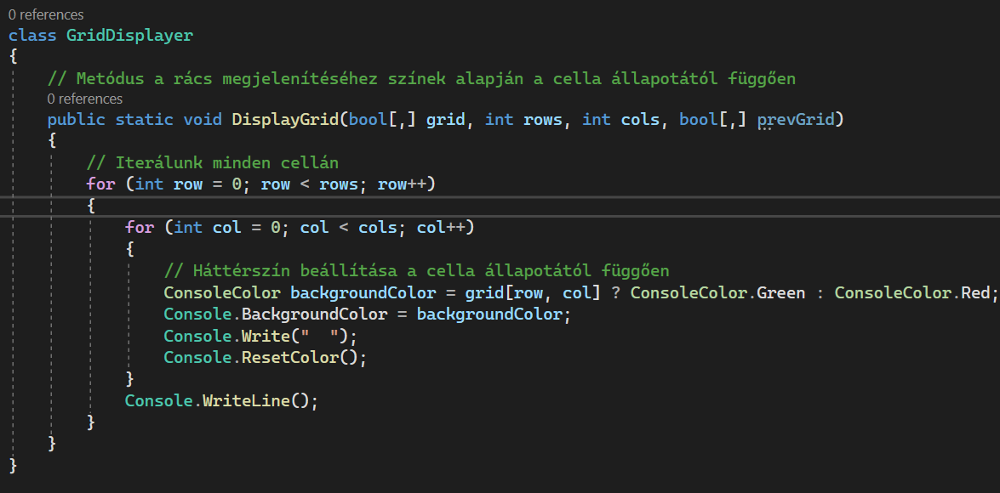 0 references
class GridDisplayer
{
// Metódus a rács megjelenítéséhez színek alapján a cella állapotától függően
0 references
public static void DisplayGrid(bool[,] grid, int rows, int cols, bool[,] prevGrid)
{
// Iterálunk minden cellán
for (int row = 0; row < rows; row++)
{
for (int col = 0; col < cols; col++)
{
// Háttérszín beállítása a cella állapotától függően
ConsoleColor backgroundColor = grid[row, col] ? ConsoleColor.Green : ConsoleColor.Red;
Console.BackgroundColor = backgroundColor;
Console.Write("  ");
Console.ResetColor();
}
Console.WriteLine();
}
}
}